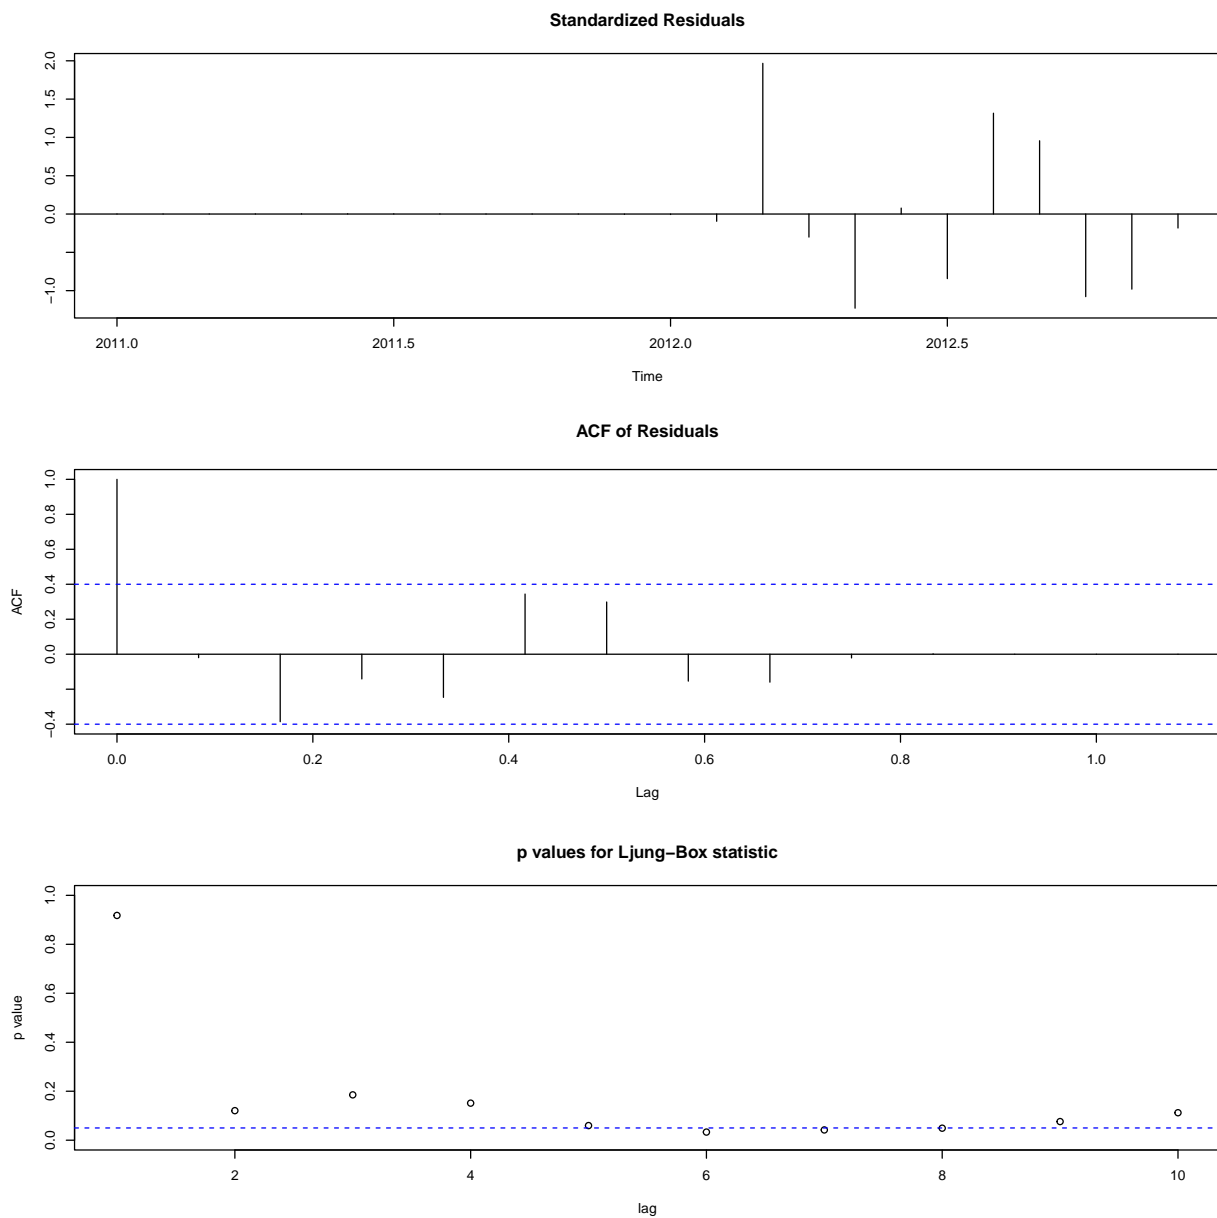 Standardized Residuals
2.0
1.5
1.0
0.5
0.0
−1.0
2011.0 2011.5 2012.0 2012.5
Time
ACF of Residuals
ACF
1.0
0.8
0.6
0.4
0.2
0.0
−0.4
0.0 0.2 0.4 0.6 0.8 1.0
Lag
p values for Ljung−Box statistic
p value
1.0
0.8
0.6
0.4
0.2
0.0
2 4 6 8 10
lag